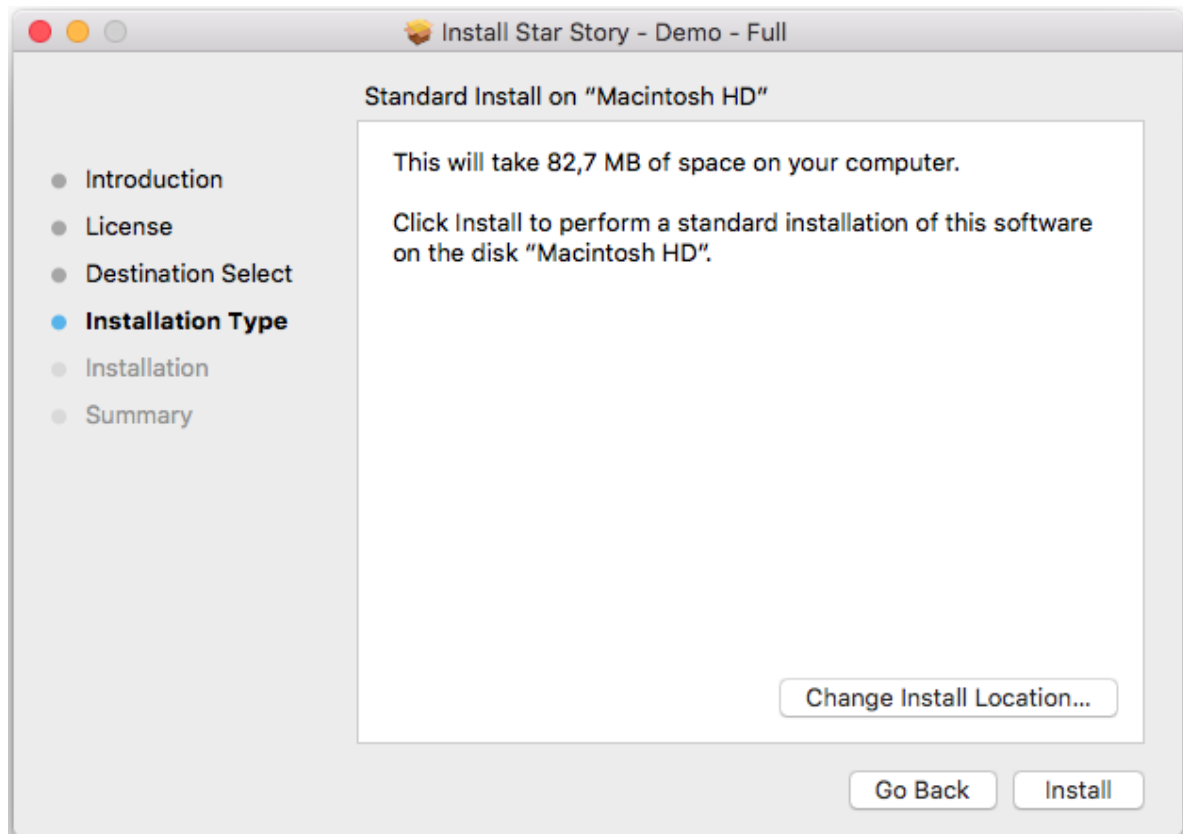 Install Star Story - Demo - Full
Standard Install on “Macintosh HD”
Introduction
License
Destination Select
Installation Type
Installation
Summary
This will take 82,7 MB of space on your computer.
Click Install to perform a standard installation of this software
on the disk “Macintosh HD”.
Change Install Location...
Go Back
Install